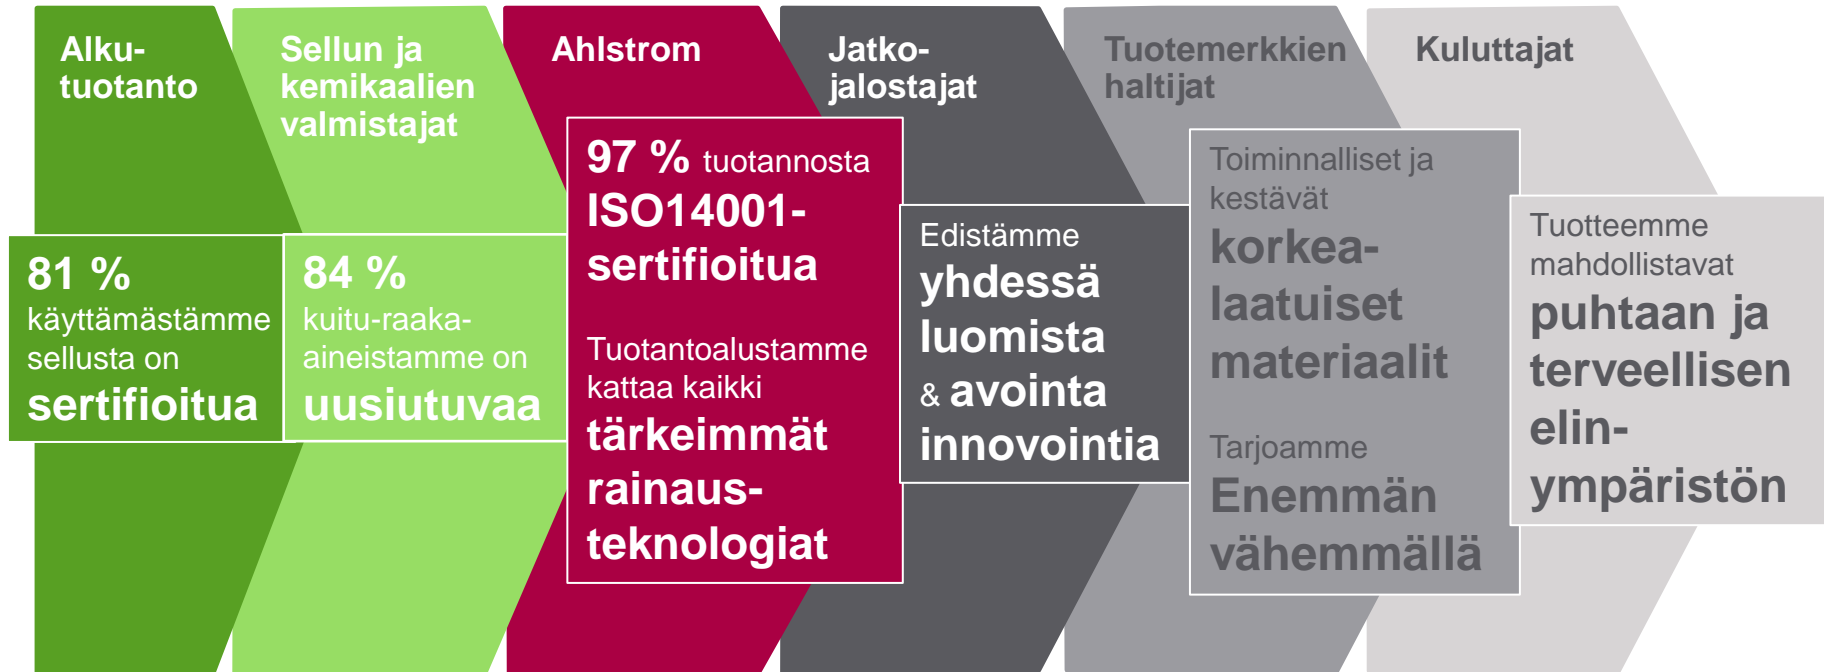 Alku-
tuotanto
Sellun ja
kemikaalien
valmistajat
Ahlstrom
Jatko-
jalostajat
Tuotemerkkien
haltijat
Kuluttajat
81 %
käyttämästämme
sellusta on
sertifioitua
84 %
kuitu-raaka-
aineistamme on
uusiutuvaa
97 % tuotannosta
ISO14001-
sertifioitua
Tuotantoalustamme
kattaa kaikki
tärkeimmät
rainaus-
teknologiat
Edistämme
yhdessä
luomista
& avointa
innovointia
Toiminnalliset ja
kestävät
korkea-
laatuiset
materiaalit
Tarjoamme
Enemmän
vähemmällä
Tuotteemme
mahdollistavat
puhtaan ja
terveellisen
elin-
ympäristön